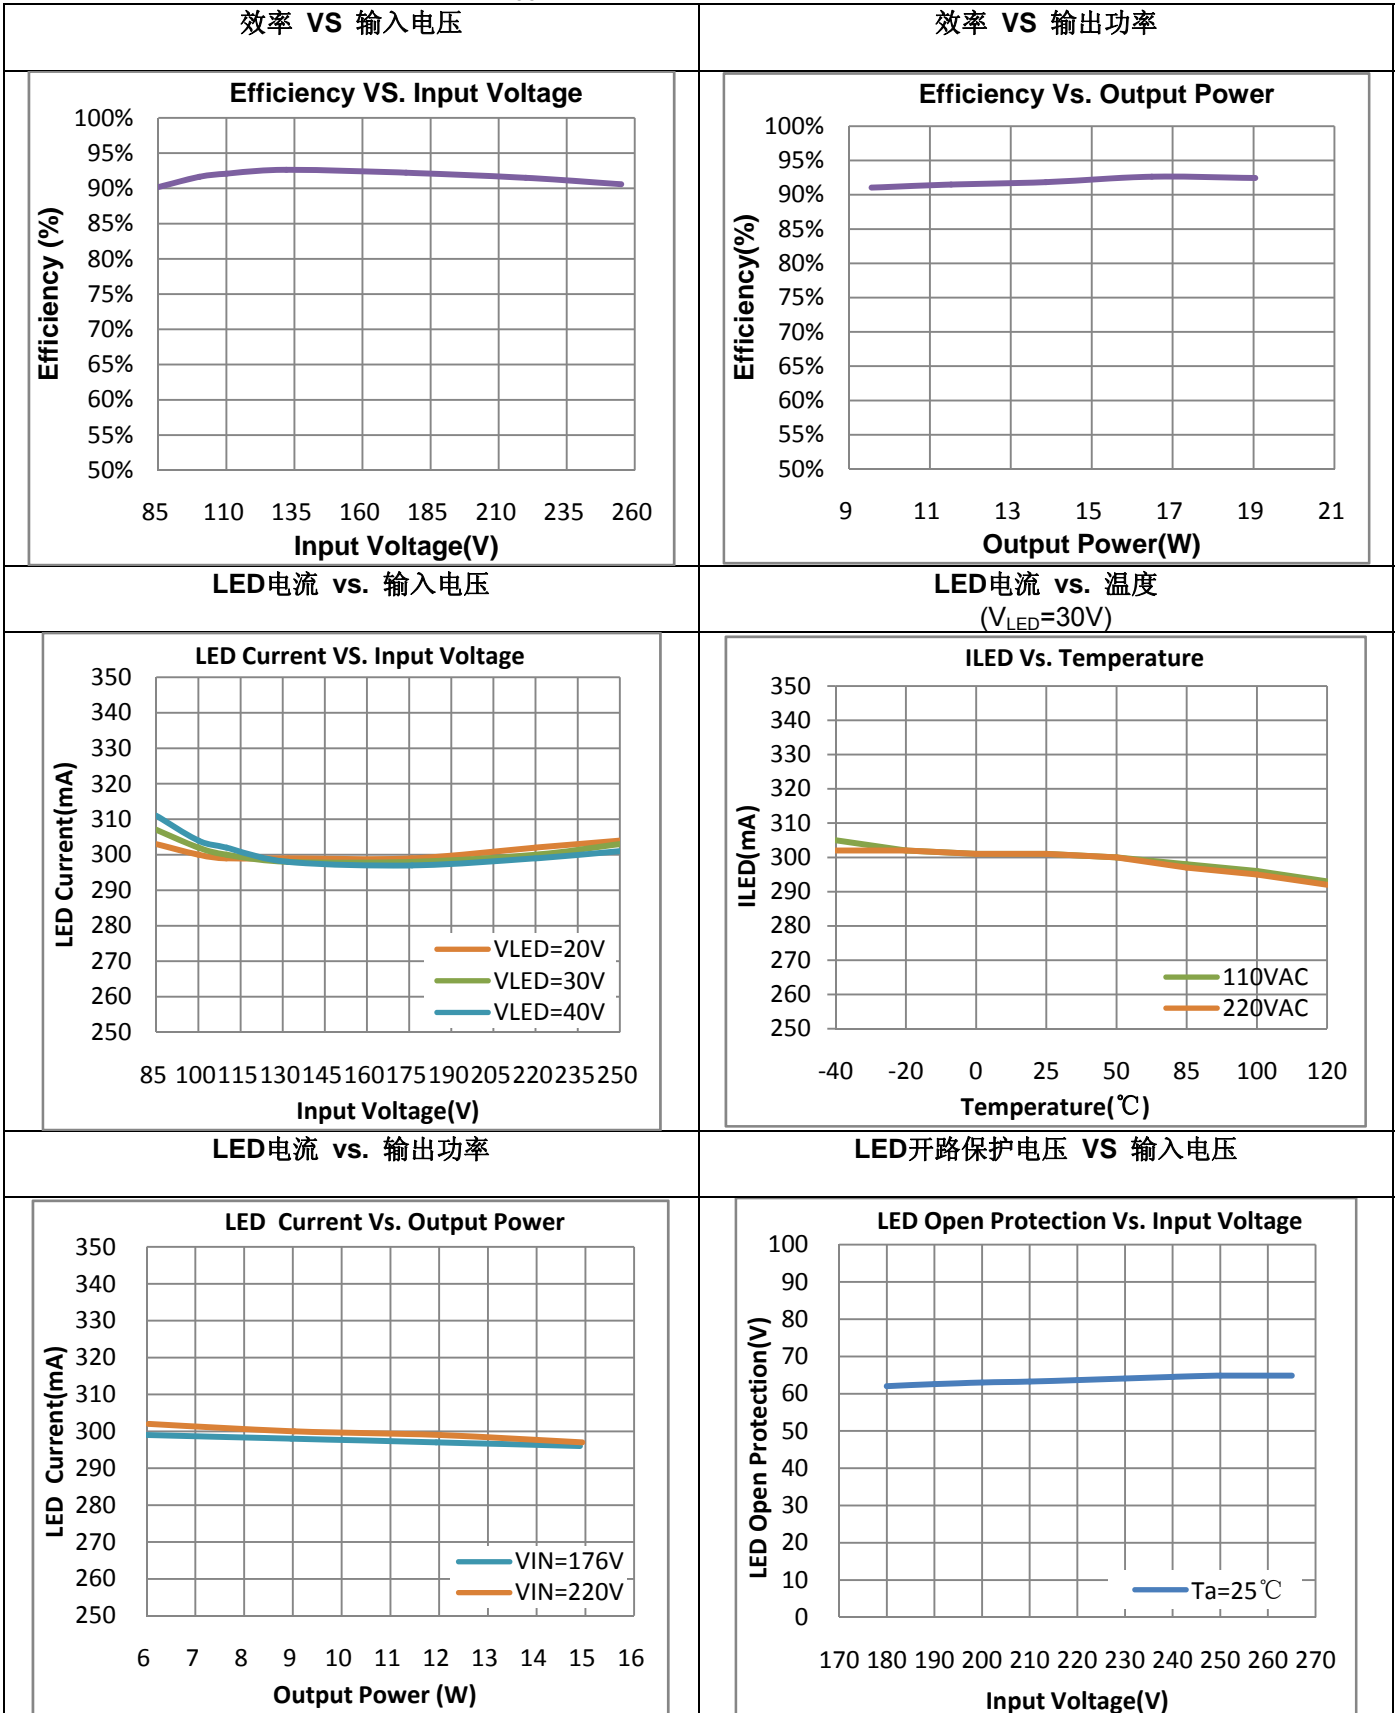 效率 VS 输入电压
效率 VS 输出功率
Efficiency VS. Input Voltage
100%
95%
90%
85%
80%
75%
70%
65%
60%
55%
50%
Efficiency (%)
85 110 135 160 185 210 235 260
Input Voltage(V)
Efficiency Vs. Output Power
100%
95%
90%
85%
80%
75%
70%
65%
60%
55%
50%
Efficiency(%)
9 11 13 15 17 19 21
Output Power(W)
LED电流 vs. 输入电压
LED电流 vs. 温度
(VLED=30V)
LED Current VS. Input Voltage
350
340
330
320
310
300
290
280
270
260
250
LED Current(mA)
VLED=20V
VLED=30V
VLED=40V
85 100 115 130 145 160 175 190 205 220 235 250
Input Voltage(V)
ILED Vs. Temperature
350
340
330
320
310
300
290
280
270
260
250
ILED(mA)
110VAC
220VAC
-40 -20 0 25 50 85 100 120
Temperature(℃)
LED电流 vs. 输出功率
LED开路保护电压 VS 输入电压
LED Current Vs. Output Power
350
340
330
320
310
300
290
280
270
260
250
LED Current(mA)
VIN=176V
VIN=220V
6 7 8 9 10 11 12 13 14 15 16
Output Power (W)
LED Open Protection Vs. Input Voltage
100
90
80
70
60
50
40
30
20
10
0
LED Open Protection(V)
Ta=25℃
170 180 190 200 210 220 230 240 250 260 270
Input Voltage(V)